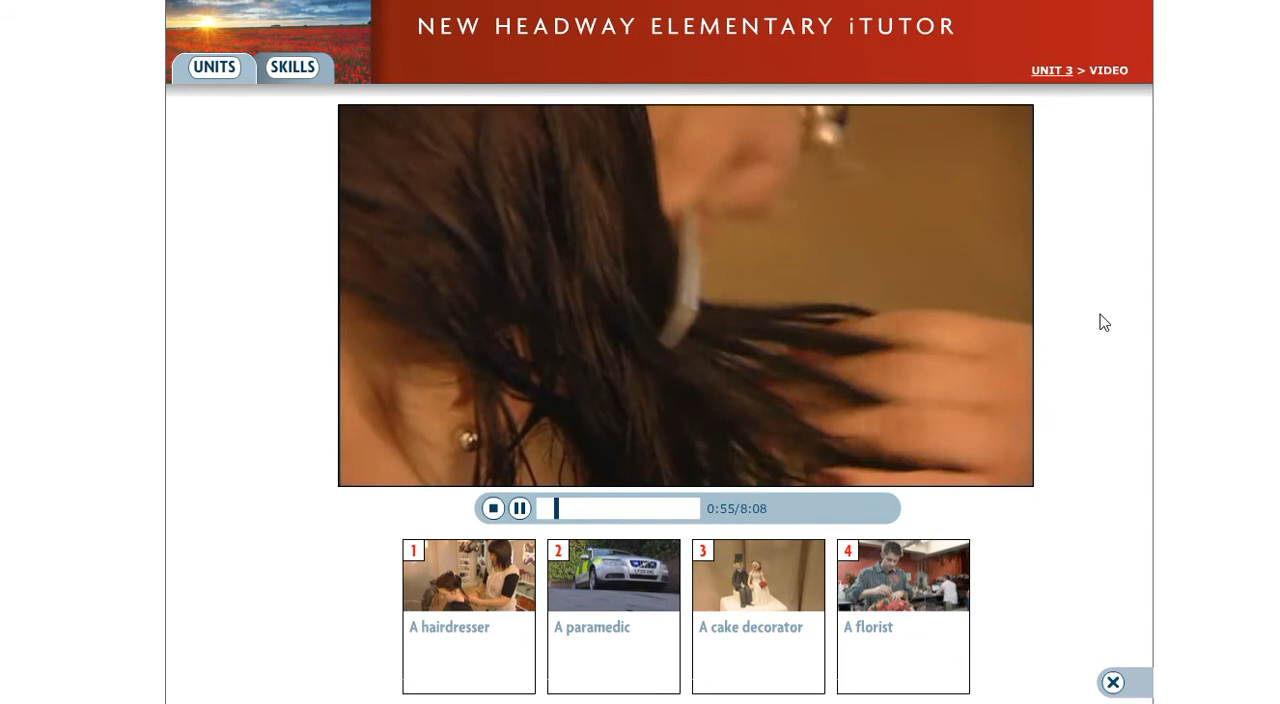 NEW HEADWAY ELEMENTARY iTUTOR
UNITS
SKILLS
UNIT 3 > VIDEO
0:55/8:08
1
2
3
4
A hairdresser
A paramedic
A cake decorator
A florist